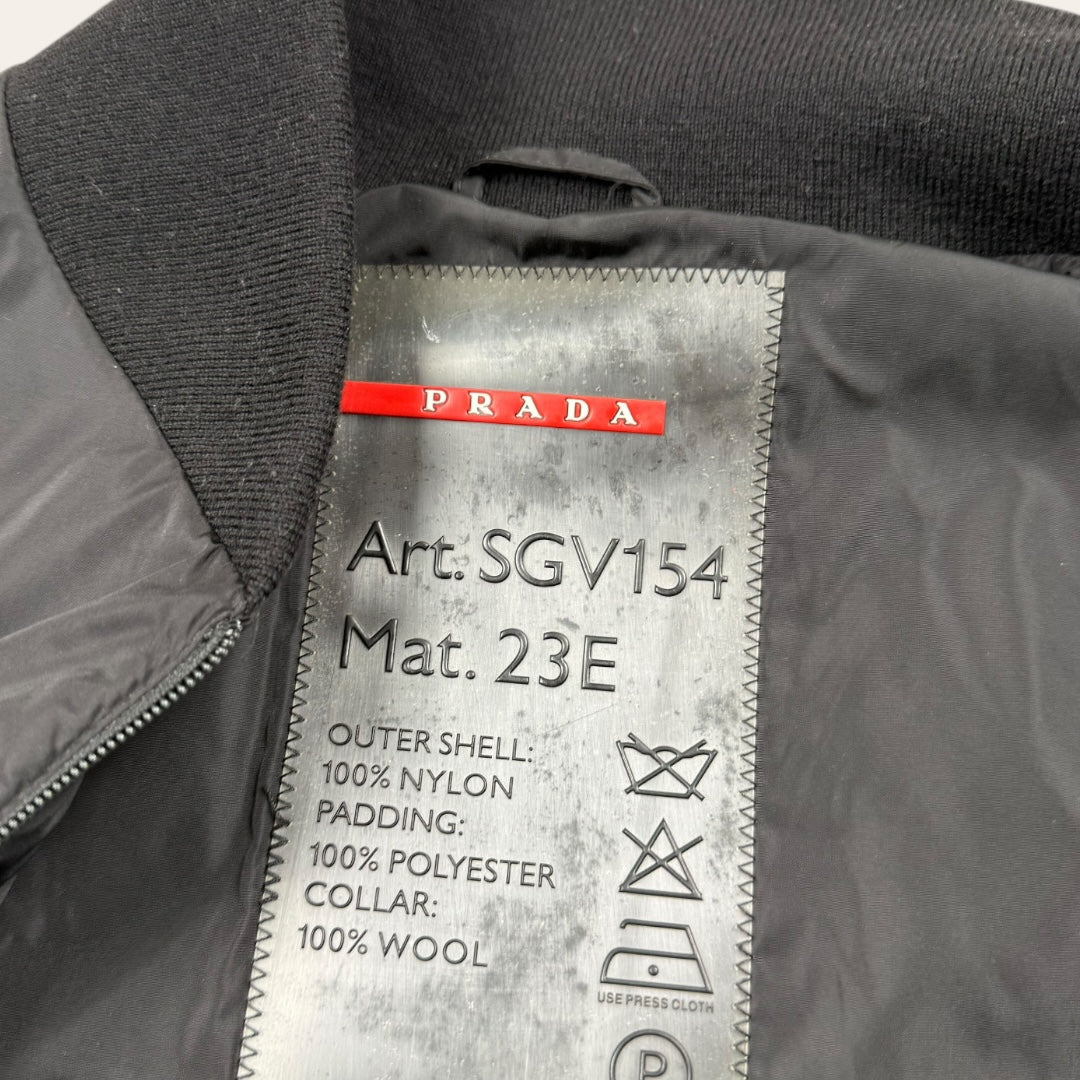 PRADA
Art. SGV154
Mat. 23E
OUTER SHELL:
100% NYLON
PADDING:
100% POLYESTER
COLLAR:
100% WOOL
USE PRESS CLOTH
P